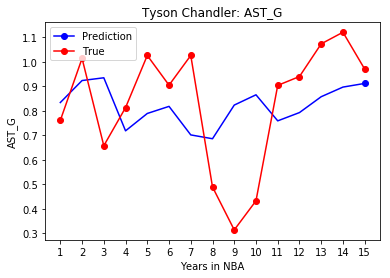 Tyson Chandler: AST_G
Prediction
True
1.1
1.0
0.9
0.8
0.7
0.6
0.5
0.4
0.3
AST_G
1 2 3 4 5 6 7 8 9 10 11 12 13 14 15
Years in NBA